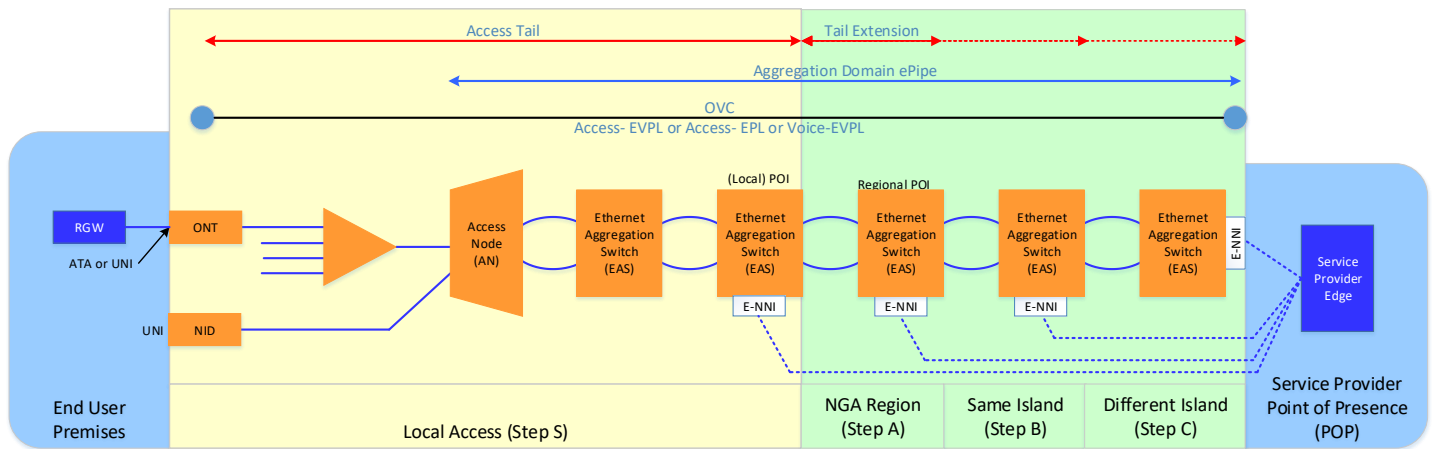 Access Tail
Tail Extension
Aggregation Domain ePipe
OVC
Access- EVPL or Access- EPL or Voice-EVPL
(Local) POI
Regional POI
RGW
ONT
ATA or UNI
Access
Node
(AN)
Ethernet
Aggregation
Switch
(EAS)
Ethernet
Aggregation
Switch
(EAS)
Ethernet
Aggregation
Switch
(EAS)
Ethernet
Aggregation
Switch
(EAS)
Ethernet
Aggregation
Switch
(EAS)
E-NNI
Service
Provider
Edge
E-NNI
E-NNI
E-NNI
UNI
NID
End User
Premises
Local Access (Step S)
NGA Region
(Step A)
Same Island
(Step B)
Different Island
(Step C)
Service Provider
Point of Presence
(POP)